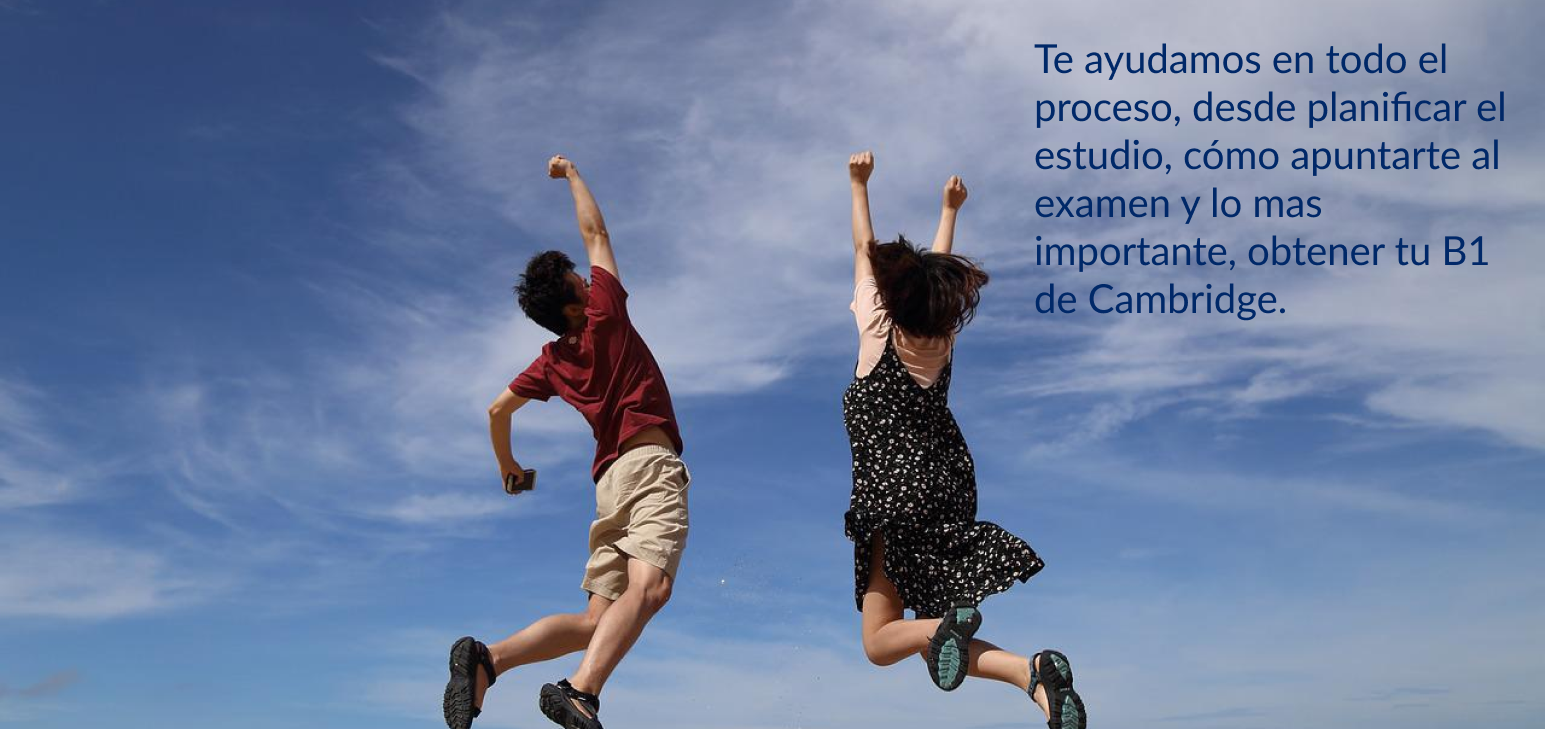 Te ayudamos en todo el
proceso, desde planificar el
estudio, cómo apuntarte al
examen y lo mas
importante, obtener tu B1
de Cambridge.